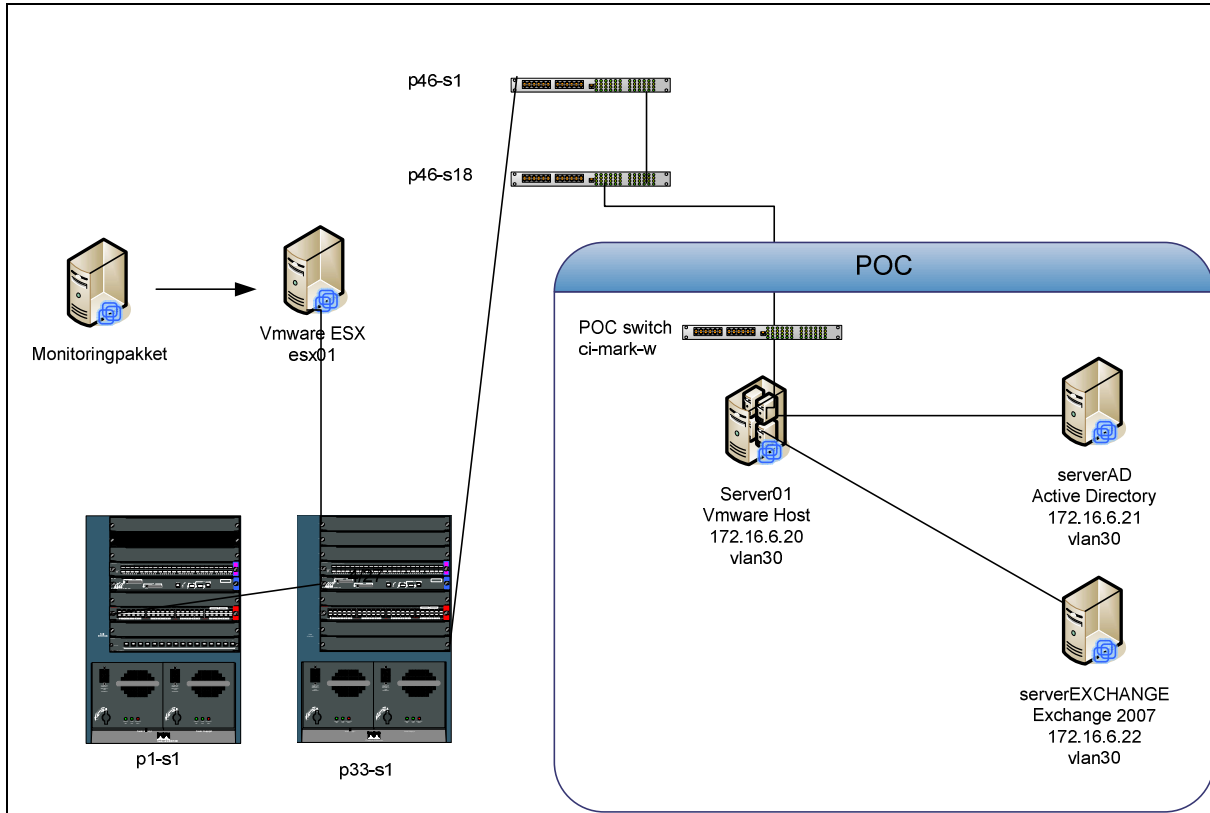 p46-s1
p46-s18
Monitoringpakket
Vmware ESX
esx01
p1-s1
p33-s1
POC
POC switch
ci-mark-w
Server01
Vmware Host
172.16.6.20
vlan30
serverAD
Active Directory
172.16.6.21
vlan30
serverEXCHANGE
Exchange 2007
172.16.6.22
vlan30